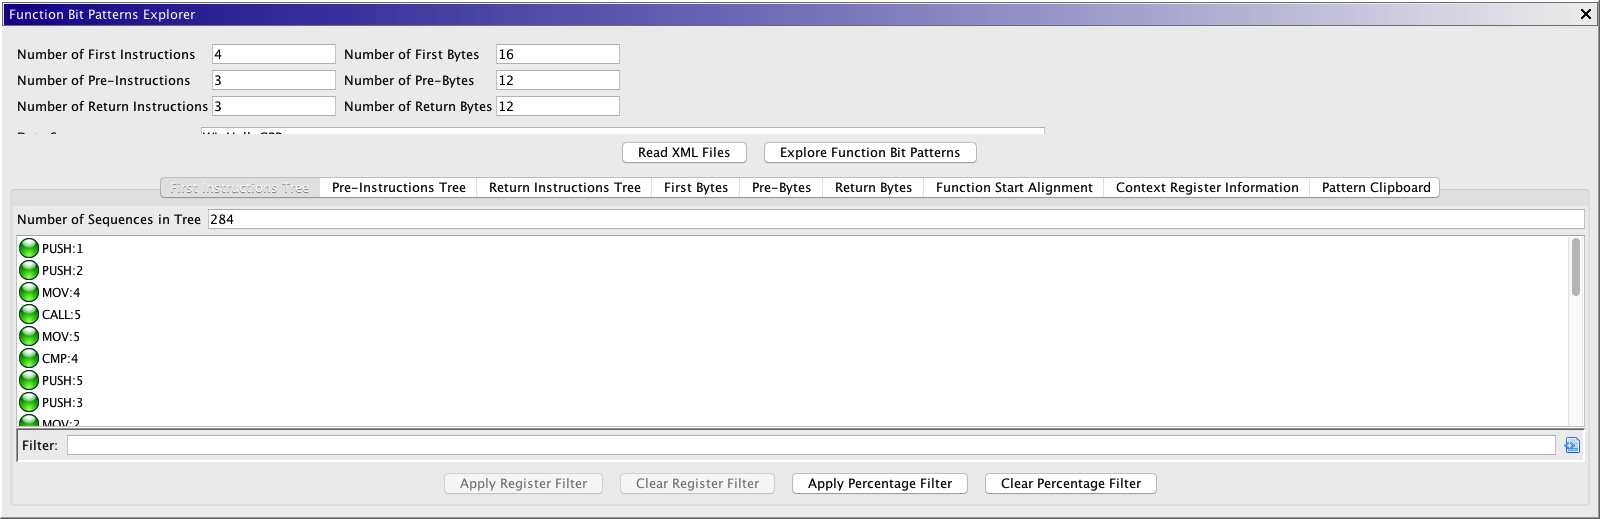 Function Bit Patterns Explorer
Number of First Instructions 4 Number of First Bytes 16
Number of Pre-Instructions 3 Number of Pre-Bytes 12
Number of Return Instructions 3 Number of Return Bytes 12
Read XML Files Explore Function Bit Patterns
First Instructions Tree Pre-Instructions Tree Return Instructions Tree First Bytes Pre-Bytes Return Bytes Function Start Alignment Context Register Information Pattern Clipboard
Number of Sequences in Tree 284
PUSH:1
PUSH:2
MOV:4
CALL:5
MOV:5
CMP:4
PUSH:5
PUSH:3
MOV:2
Filter:
Apply Register Filter Clear Register Filter Apply Percentage Filter Clear Percentage Filter